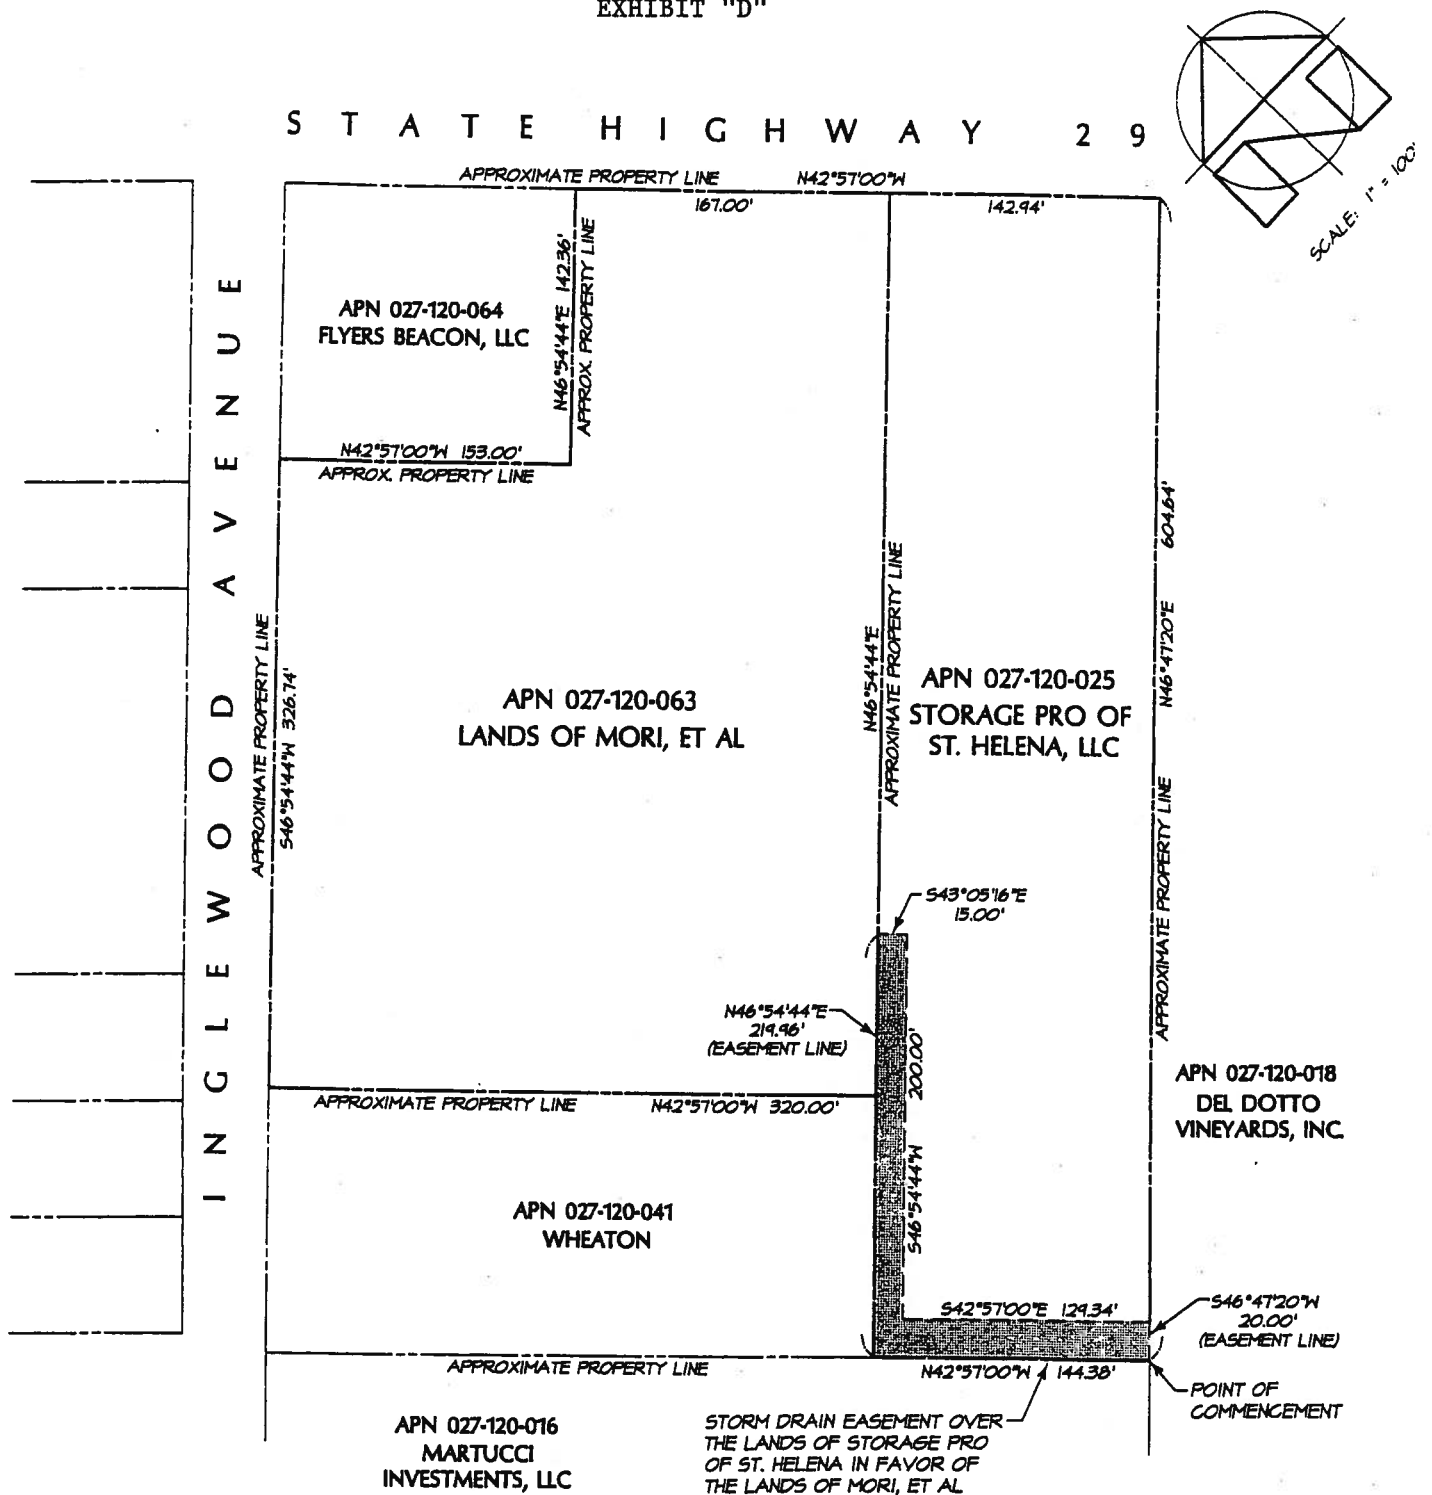 EXHIBIT "D"
STATE HIGHWAY 29
SCALE: 1" = 100'
APPROXIMATE PROPERTY LINE
N42°57'00"W
167.00'
142.94'
INGLEWOOD AVENUE
APN 027-120-064
FLYERS BEACON, LLC
N46°54'44"E 142.36'
APPROX. PROPERTY LINE
N42°57'00"W 153.00'
APPROX. PROPERTY LINE
APPROXIMATE PROPERTY LINE
S46°54'44"W 326.74'
APN 027-120-063
LANDS OF MORI, ET AL
N46°54'44"E
APPROXIMATE PROPERTY LINE
APN 027-120-025
STORAGE PRO OF
ST. HELENA, LLC
N46°47'20"E 604.64'
APPROXIMATE PROPERTY LINE
S43°05'16"E
15.00'
N46°54'44"E
219.96'
(EASEMENT LINE)
S46°54'44"W 200.00'
APPROXIMATE PROPERTY LINE
N42°57'00"W 320.00'
APN 027-120-018
DEL DOTTO
VINEYARDS, INC.
APN 027-120-041
WHEATON
S42°57'00"E 129.34'
S46°47'20"W
20.00'
(EASEMENT LINE)
APPROXIMATE PROPERTY LINE
N42°57'00"W 144.38'
POINT OF
COMMENCEMENT
APN 027-120-016
MARTUCCI
INVESTMENTS, LLC
STORM DRAIN EASEMENT OVER
THE LANDS OF STORAGE PRO
OF ST. HELENA IN FAVOR OF
THE LANDS OF MORI, ET AL